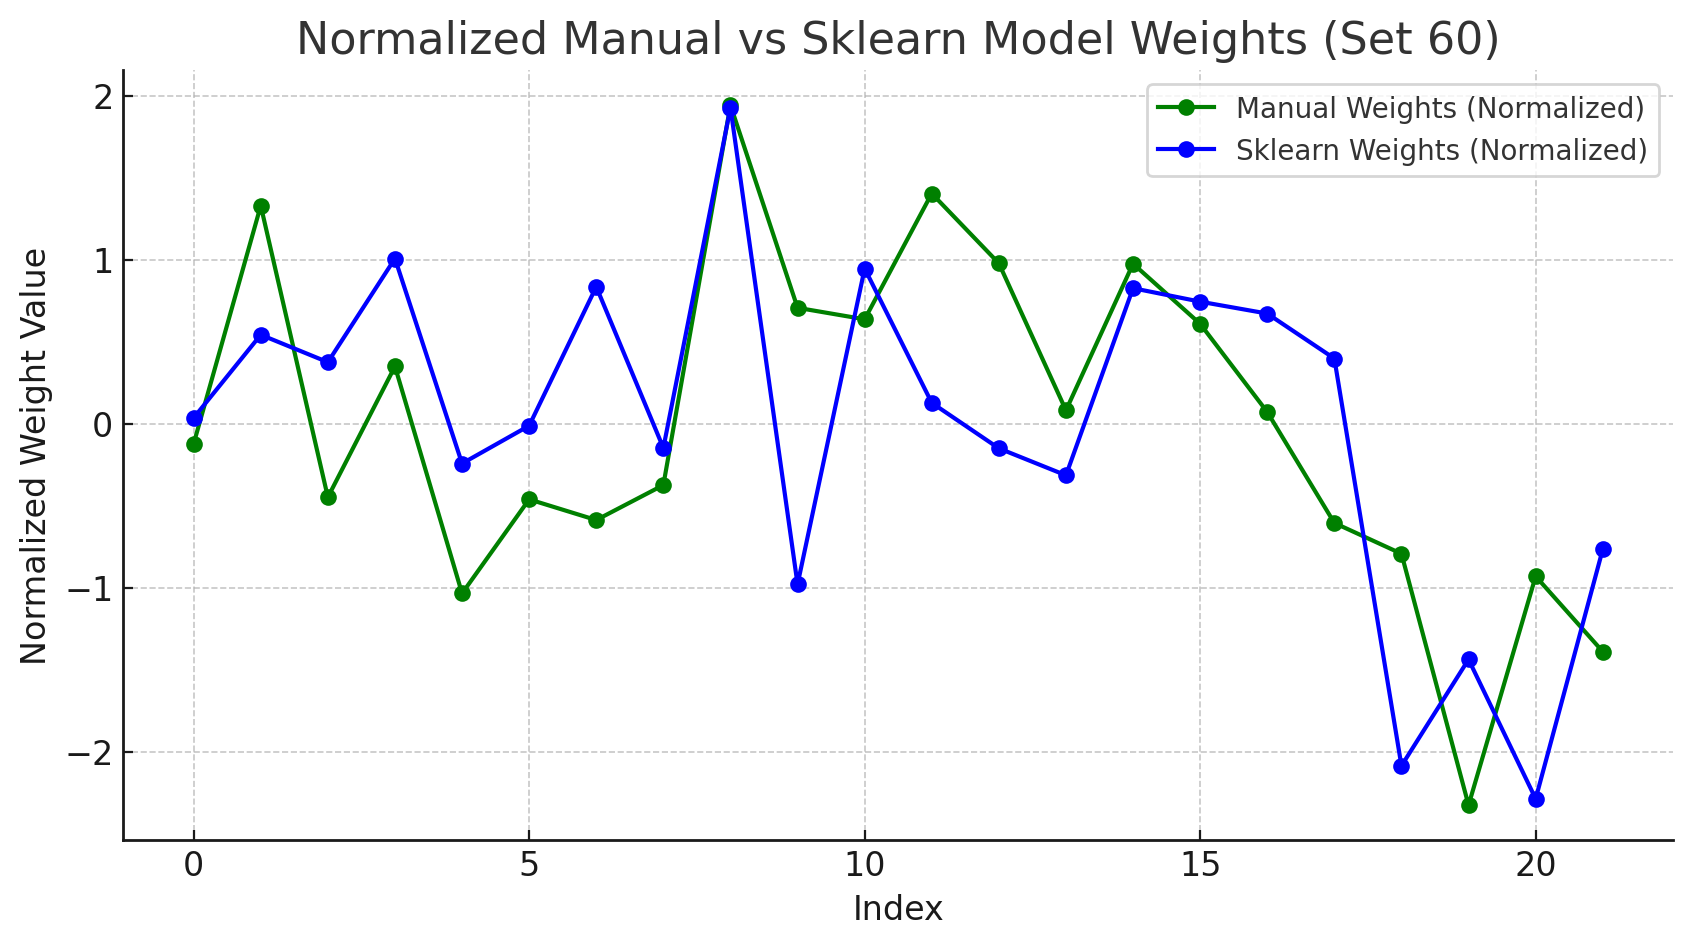 Normalized Manual vs Sklearn Model Weights (Set 60)
Manual Weights (Normalized)
Sklearn Weights (Normalized)
Normalized Weight Value
2
1
0
−1
−2
0 5 10 15 20
Index